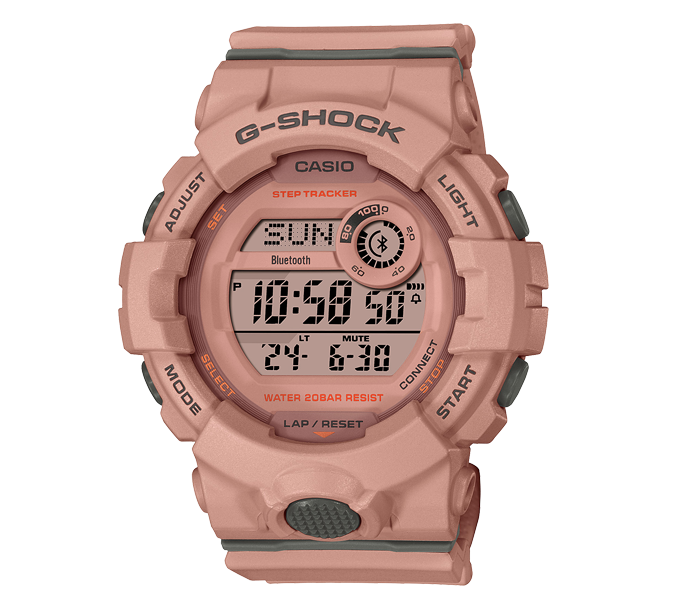 G-SHOCK
CASIO
STEP TRACKER
ADJUST
SET
LIGHT
SUN
80 100 0
20
40
60
Bluetooth
P 10:58 50
LT MUTE
'24- 6-30
SELECT
MODE
CONNECT
STOP
START
WATER 20BAR RESIST
LAP / RESET